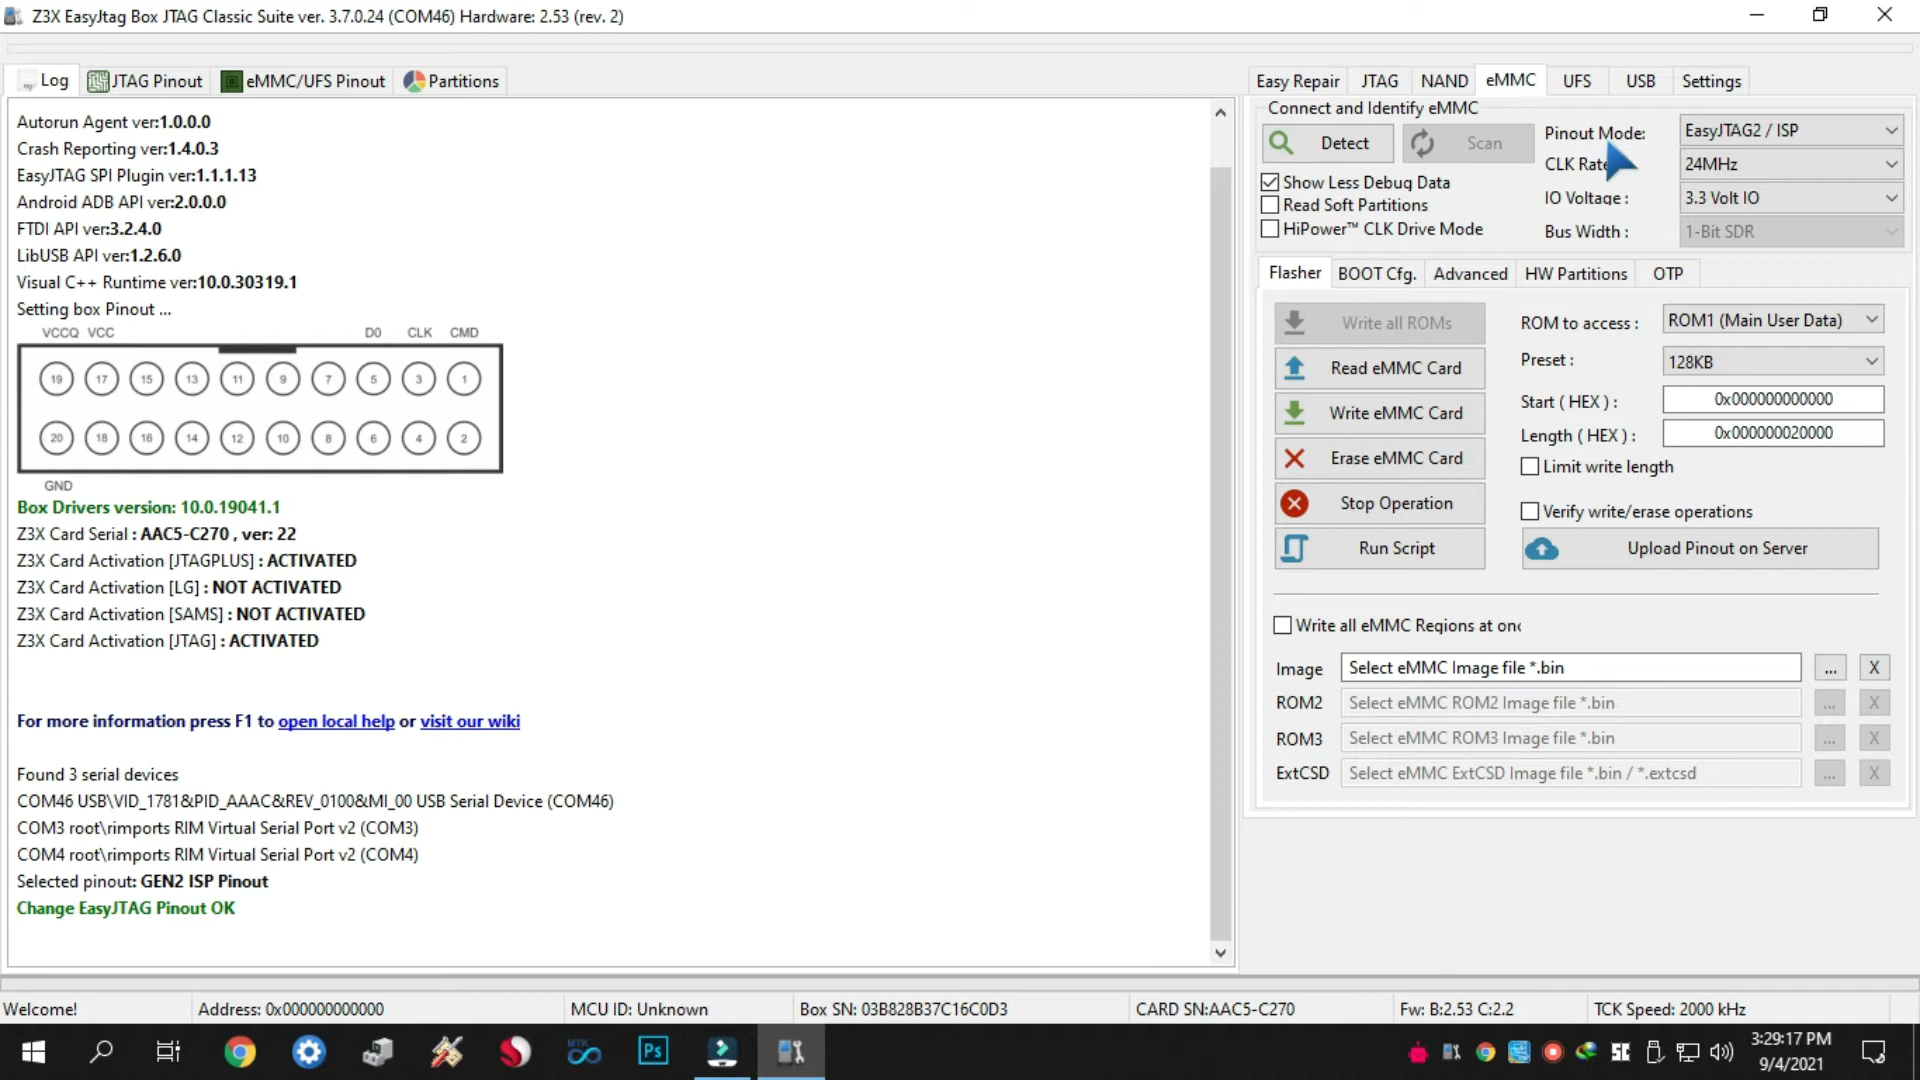 Z3X EasyJtag Box JTAG Classic Suite ver. 3.7.0.24 (COM46) Hardware: 2.53 (rev. 2)
Log
JTAG Pinout
eMMC/UFS Pinout
Partitions
Autorun Agent ver:1.0.0.0
Crash Reporting ver:1.4.0.3
EasyJTAG SPI Plugin ver:1.1.1.13
Android ADB API ver:2.0.0.0
FTDI API ver:3.2.4.0
LibUSB API ver:1.2.6.0
Visual C++ Runtime ver:10.0.30319.1
Setting box Pinout ...
VCCQ VCC D0 CLK CMD
19 17 15 13 11 9 7 5 3 1
20 18 16 14 12 10 8 6 4 2
GND
Box Drivers version: 10.0.19041.1
Z3X Card Serial : AAC5-C270 , ver: 22
Z3X Card Activation [JTAGPLUS] : ACTIVATED
Z3X Card Activation [LG] : NOT ACTIVATED
Z3X Card Activation [SAMS] : NOT ACTIVATED
Z3X Card Activation [JTAG] : ACTIVATED
For more information press F1 to open local help or visit our wiki
Found 3 serial devices
COM46 USB\VID_1781&PID_AAAC&REV_0100&MI_00 USB Serial Device (COM46)
COM3 root\rimports RIM Virtual Serial Port v2 (COM3)
COM4 root\rimports RIM Virtual Serial Port v2 (COM4)
Selected pinout: GEN2 ISP Pinout
Change EasyJTAG Pinout OK
Easy Repair
JTAG
NAND
eMMC
UFS
USB
Settings
Connect and Identify eMMC
Detect
Scan
Show Less Debug Data
Read Soft Partitions
HiPower™ CLK Drive Mode
Pinout Mode: EasyJTAG2 / ISP
CLK Rate 24MHz
IO Voltage : 3.3 Volt IO
Bus Width : 1-Bit SDR
Flasher
BOOT Cfg.
Advanced
HW Partitions
OTP
Write all ROMs
Read eMMC Card
Write eMMC Card
Erase eMMC Card
Stop Operation
Run Script
ROM to access : ROM1 (Main User Data)
Preset : 128KB
Start ( HEX ) : 0x000000000000
Length ( HEX ) : 0x000000020000
Limit write length
Verify write/erase operations
Upload Pinout on Server
Write all eMMC Regions at onc
Image Select eMMC Image file *.bin ... X
ROM2 Select eMMC ROM2 Image file *.bin ... X
ROM3 Select eMMC ROM3 Image file *.bin ... X
ExtCSD Select eMMC ExtCSD Image file *.bin / *.extcsd ... X
Welcome!
Address: 0x000000000000
MCU ID: Unknown
Box SN: 03B828B37C16C0D3
CARD SN:AAC5-C270
Fw: B:2.53 C:2.2
TCK Speed: 2000 kHz
MTK
Ps
3:29:17 PM
9/4/2021